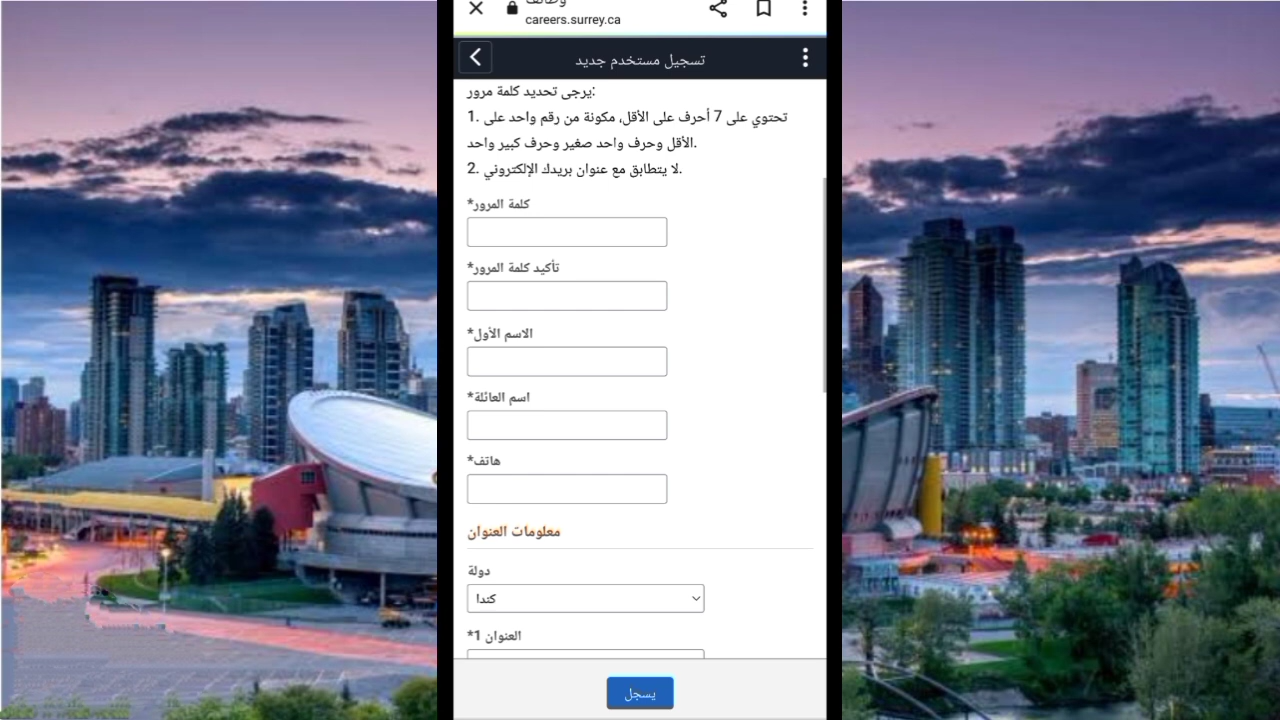 وظائف
careers.surrey.ca
تسجيل مستخدم جديد
يرجى تحديد كلمة مرور:
1. تحتوي على 7 أحرف على الأقل، مكونة من رقم واحد على
الأقل وحرف واحد صغير وحرف كبير واحد.
2. لا يتطابق مع عنوان بريدك الإلكتروني.
كلمة المرور*
تأكيد كلمة المرور*
الاسم الأول*
اسم العائلة*
هاتف*
معلومات العنوان
دولة
كندا
العنوان 1*
يسجل